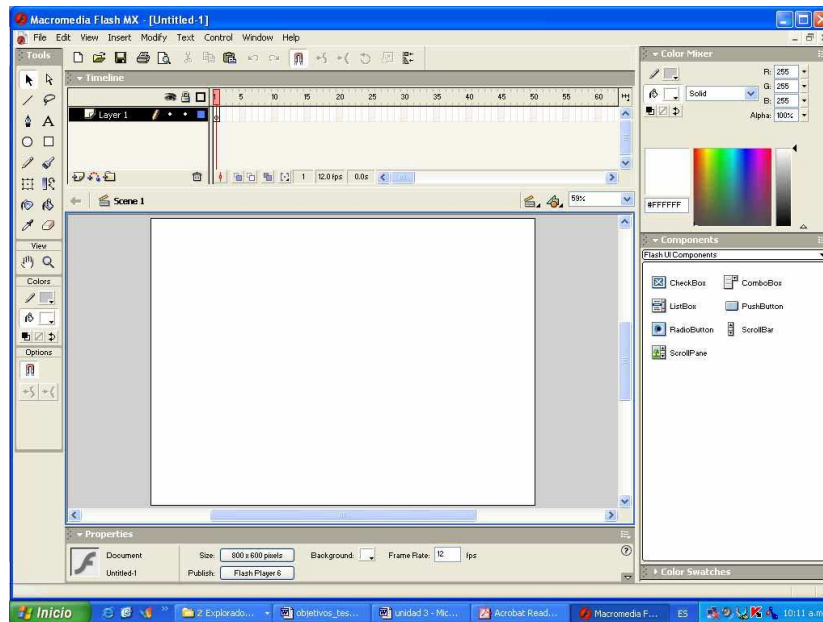 Macromedia Flash MX - [Untitled-1]
File Edit View Insert Modify Text Control Window Help
Tools
Timeline
1 5 10 15 20 25 30 35 40 45 50 55 60
Layer 1
1 12.0 fps 0.0s
Scene 1
59%
View
Colors
Options
Color Mixer
R: 255
Solid
G: 255
B: 255
Alpha: 100%
#FFFFFF
Components
Flash UI Components
CheckBox
ComboBox
ListBox
PushButton
RadioButton
ScrollBar
ScrollPane
Properties
Document
Size: 800 x 600 pixels
Background:
Frame Rate: 12 fps
Untitled-1
Publish: Flash Player 6
Color Swatches
Inicio
2 Explorado...
objetivos_tes...
unidad 3 - Mic...
Acrobat Read...
Macromedia F...
ES
10:11 a.m.